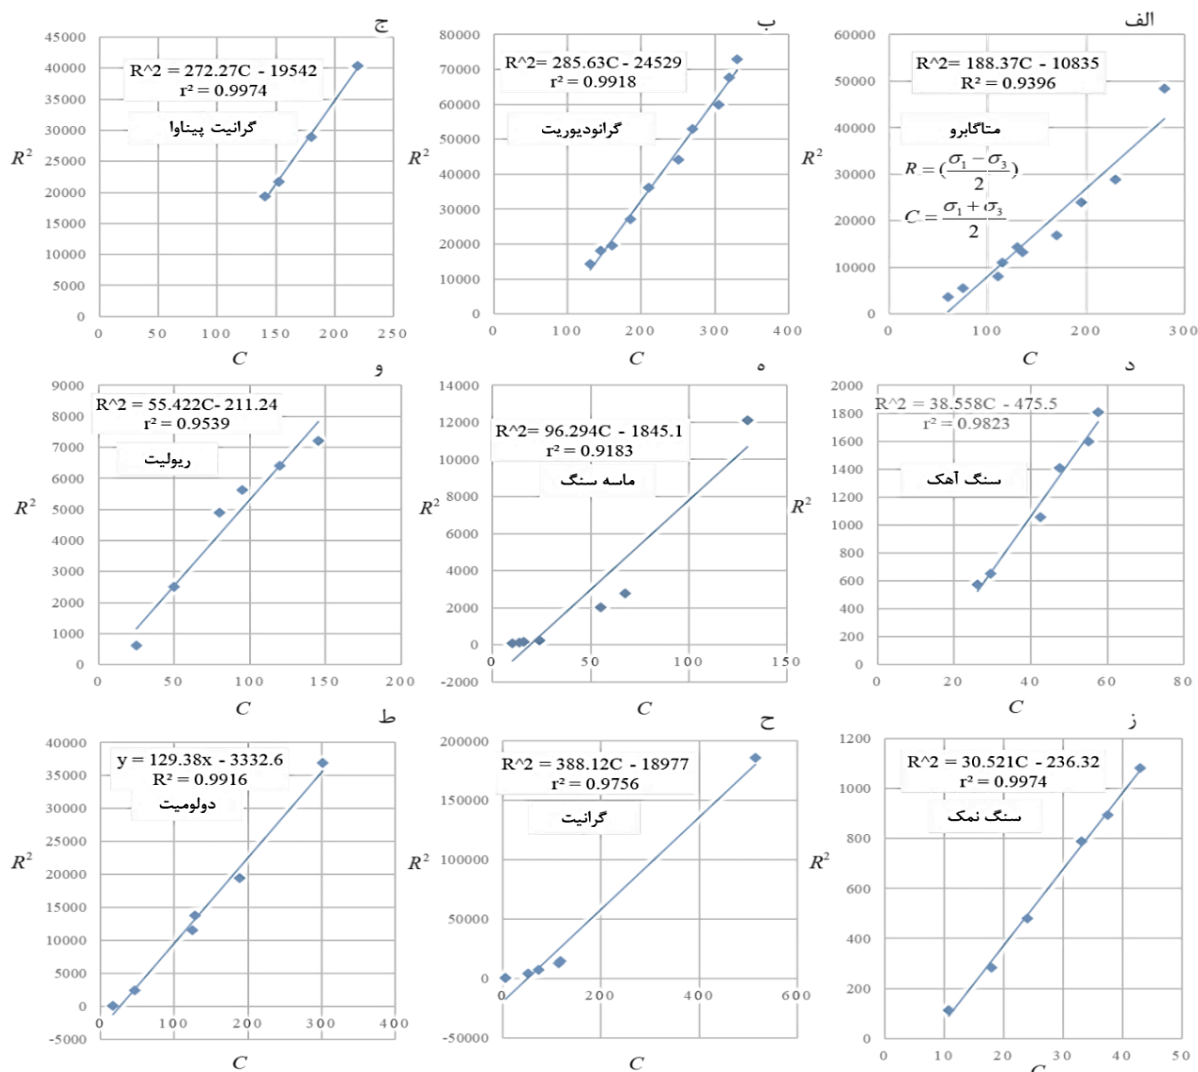 الف
R^2= 188.37C - 10835
R² = 0.9396
متاگابرو
R = (σ₁ − σ₃ / 2)
C = σ₁ + σ₃ / 2
60000
50000
40000
30000
20000
10000
0
0 100 200 300
R²
C
ب
R^2= 285.63C - 24529
r² = 0.9918
گرانودیوریت
80000
70000
60000
50000
40000
30000
20000
10000
0
0 100 200 300 400
R²
C
ج
R^2 = 272.27C - 19542
r² = 0.9974
گرانیت پیناوا
45000
40000
35000
30000
25000
20000
15000
10000
5000
0
0 50 100 150 200 250
R²
C
د
R^2 = 38.558C - 475.5
r² = 0.9823
سنگ آهک
2000
1800
1600
1400
1200
1000
800
600
400
200
0
0 20 40 60 80
R²
C
ه
R^2= 96.294C - 1845.1
r² = 0.9183
ماسه سنگ
14000
12000
10000
8000
6000
4000
2000
0
-2000
0 50 100 150
R²
C
و
R^2 = 55.422C- 211.24
r² = 0.9539
ریولیت
9000
8000
7000
6000
5000
4000
3000
2000
1000
0
0 50 100 150 200
R²
C
ز
R^2 = 30.521C - 236.32
r² = 0.9974
سنگ نمک
1200
1000
800
600
400
200
0
0 10 20 30 40 50
R²
C
ح
R^2 = 388.12C - 18977
r² = 0.9756
گرانیت
200000
150000
100000
50000
0
-50000
0 200 400 600
R²
C
ط
y = 129.38x - 3332.6
R² = 0.9916
دولومیت
40000
35000
30000
25000
20000
15000
10000
5000
0
-5000
0 100 200 300 400
R²
C